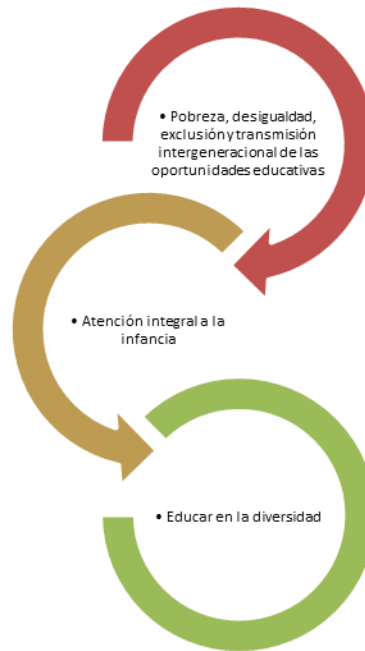 • Pobreza, desigualdad,
exclusión y transmisión
intergeneracional de las
oportunidades educativas
• Atención integral a la
infancia
• Educar en la diversidad